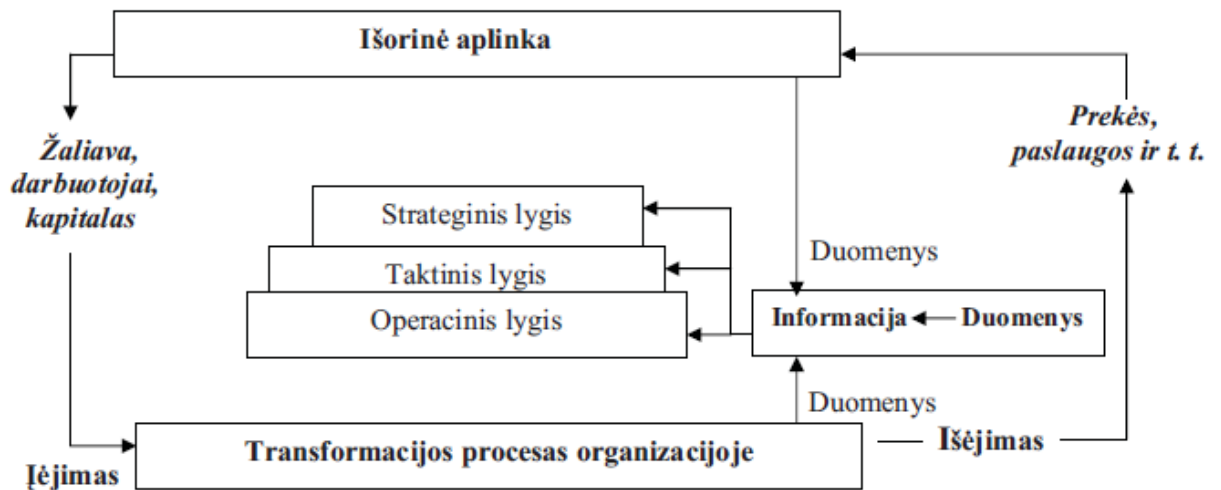 Išorinė aplinka
Žaliava,
darbuotojai,
kapitalas
Prekės,
paslaugos ir t. t.
Strateginis lygis
Taktinis lygis
Operacinis lygis
Duomenys
Informacija
Duomenys
Duomenys
Transformacijos procesas organizacijoje
Įėjimas
Išėjimas